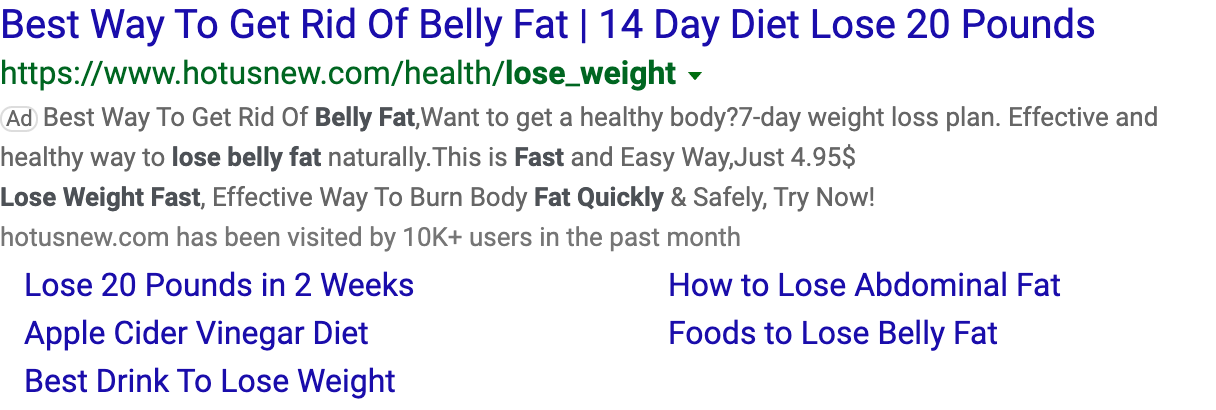 Best Way To Get Rid Of Belly Fat | 14 Day Diet Lose 20 Pounds
https://www.hotusnew.com/health/lose_weight
Ad Best Way To Get Rid Of Belly Fat,Want to get a healthy body?7-day weight loss plan. Effective and
healthy way to lose belly fat naturally.This is Fast and Easy Way,Just 4.95$
Lose Weight Fast, Effective Way To Burn Body Fat Quickly & Safely, Try Now!
hotusnew.com has been visited by 10K+ users in the past month
Lose 20 Pounds in 2 Weeks How to Lose Abdominal Fat
Apple Cider Vinegar Diet Foods to Lose Belly Fat
Best Drink To Lose Weight